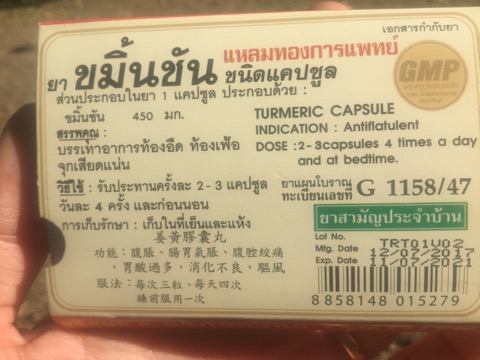 เอกสารกำกับยา
แหลมทองการแพทย์
ยา ขมิ้นชัน ชนิดแคปซูล
GMP
ส่วนประกอบในยา 1 แคปซูล ประกอบด้วย :
ขมิ้นชัน 450 มก.
สรรพคุณ :
บรรเทาอาการท้องอืด ท้องเฟ้อ
จุกเสียดแน่น
วิธีใช้ : รับประทานครั้งละ 2 - 3 แคปซูล
วันละ 4 ครั้ง และก่อนนอน
การเก็บรักษา : เก็บในที่เย็นและแห้ง
TURMERIC CAPSULE
INDICATION : Antiflatulent
DOSE :2- 3capsules 4 times a day
and at bedtime.
ยาแผนโบราณ
ทะเบียนเลขที่ G 1158/47
ยาสามัญประจำบ้าน
姜黃膠囊丸
功能：腹脹、腸胃氣脹、腹腔絞痛
，胃酸過多，消化不良，驅風
服法：每次三粒、每天四次
睡前服用一次
Lot No. TRT01V02
Mfg. Date 12/07/2017
Exp. Date 11/07/2021
8 858148 015279